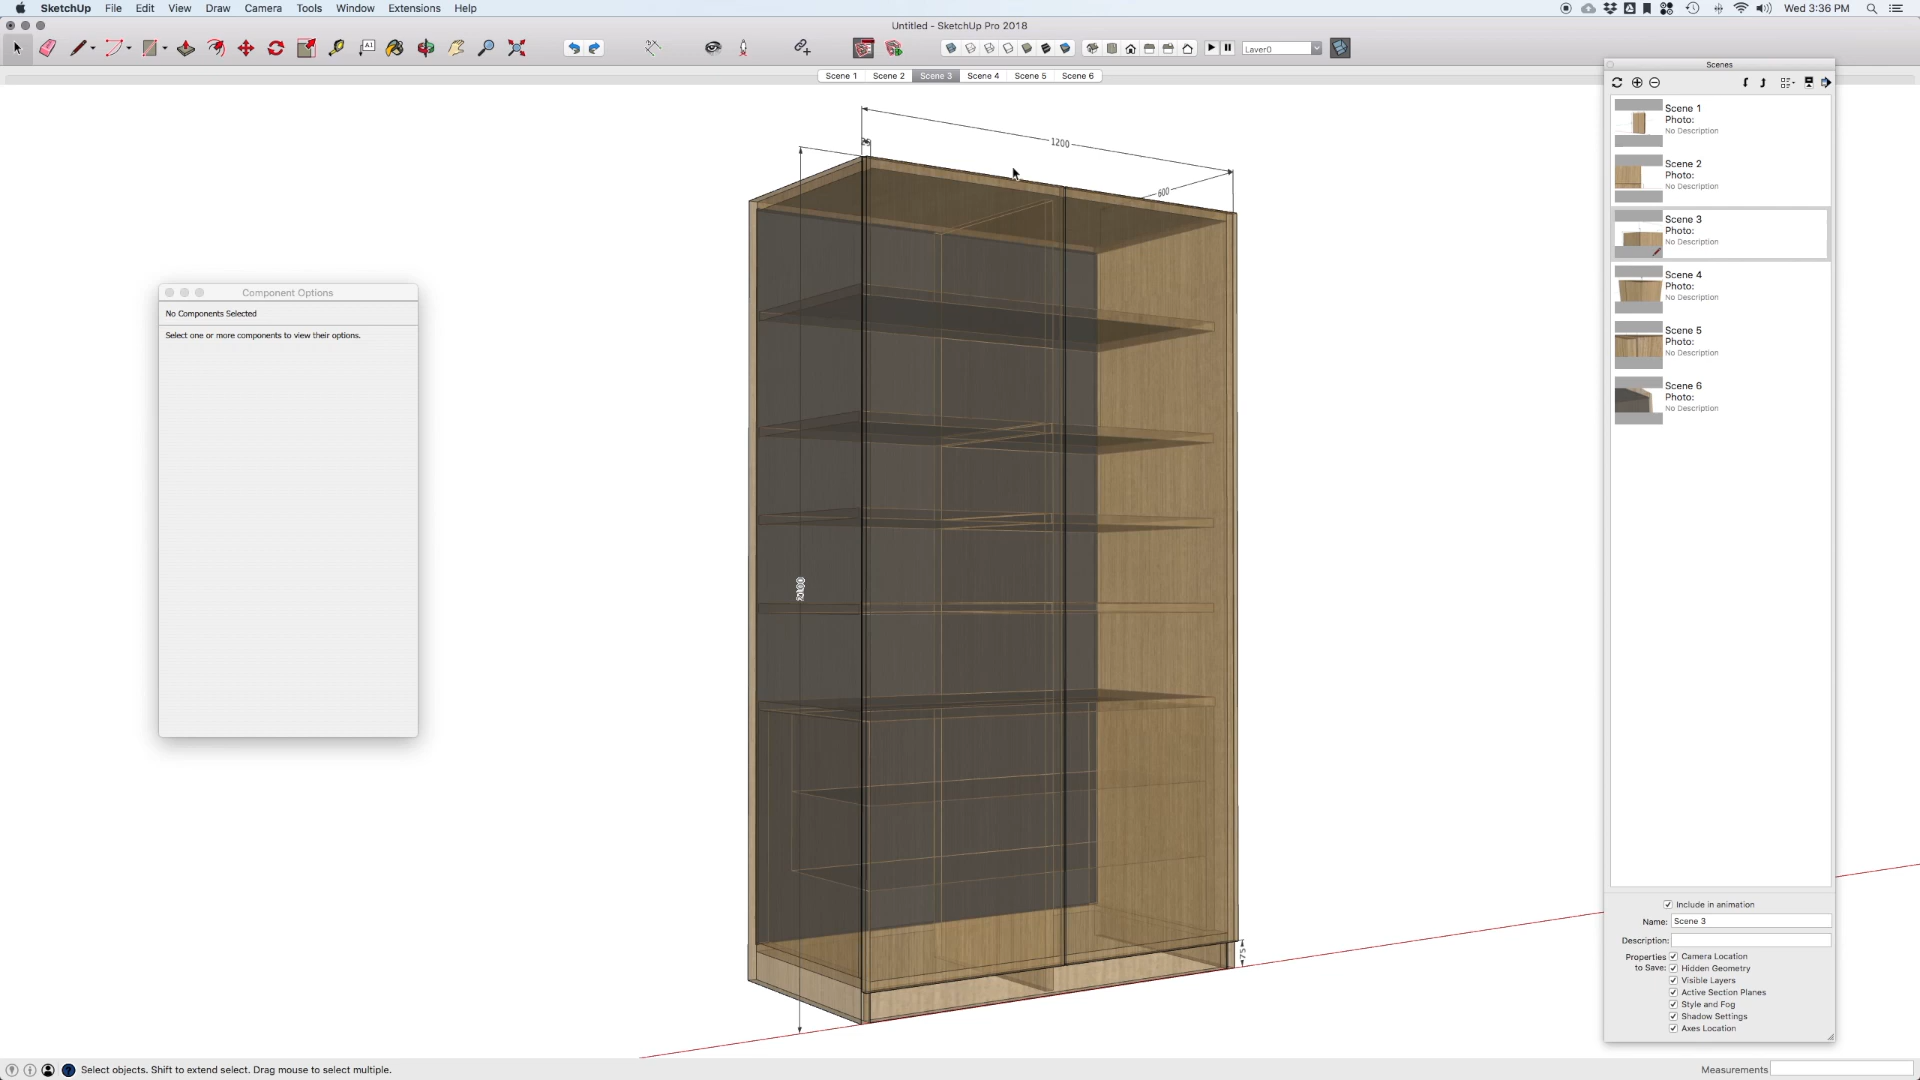 SketchUp File Edit View Draw Camera Tools Window Extensions Help
Wed 3:36 PM
Untitled - SketchUp Pro 2018
A1
Layer0
Scene 1 Scene 2 Scene 3 Scene 4 Scene 5 Scene 6
Scenes
Scene 1
Photo:
No Description
Scene 2
Photo:
No Description
Scene 3
Photo:
No Description
Scene 4
Photo:
No Description
Scene 5
Photo:
No Description
Scene 6
Photo:
No Description
Include in animation
Name: Scene 3
Description:
Properties to Save:
Camera Location
Hidden Geometry
Visible Layers
Active Section Planes
Style and Fog
Shadow Settings
Axes Location
Component Options
No Components Selected
Select one or more components to view their options.
1200
600
75
Select objects. Shift to extend select. Drag mouse to select multiple.
Measurements